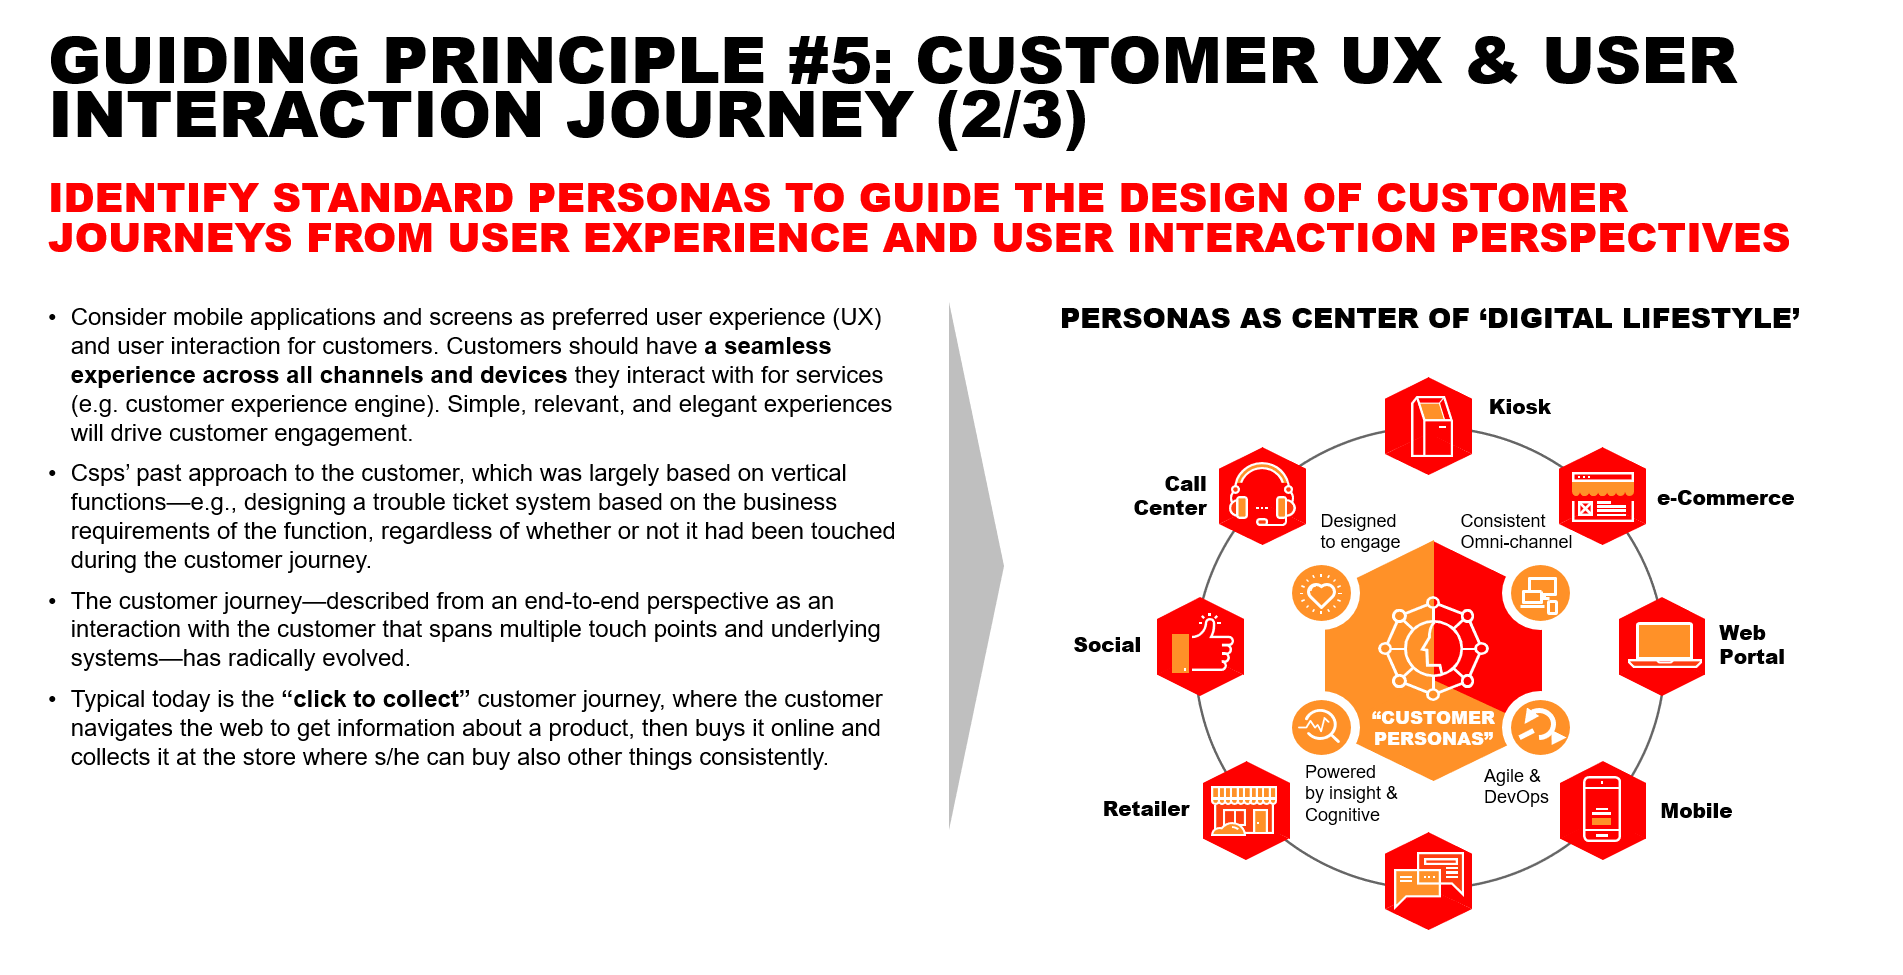 GUIDING PRINCIPLE #5: CUSTOMER UX & USER
INTERACTION JOURNEY (2/3)
IDENTIFY STANDARD PERSONAS TO GUIDE THE DESIGN OF CUSTOMER
JOURNEYS FROM USER EXPERIENCE AND USER INTERACTION PERSPECTIVES
• Consider mobile applications and screens as preferred user experience (UX)
and user interaction for customers. Customers should have a seamless
experience across all channels and devices they interact with for services
(e.g. customer experience engine). Simple, relevant, and elegant experiences
will drive customer engagement.
• Csps’ past approach to the customer, which was largely based on vertical
functions—e.g., designing a trouble ticket system based on the business
requirements of the function, regardless of whether or not it had been touched
during the customer journey.
• The customer journey—described from an end-to-end perspective as an
interaction with the customer that spans multiple touch points and underlying
systems—has radically evolved.
• Typical today is the “click to collect” customer journey, where the customer
navigates the web to get information about a product, then buys it online and
collects it at the store where s/he can buy also other things consistently.
PERSONAS AS CENTER OF ‘DIGITAL LIFESTYLE’
Kiosk
Call
Center
e-Commerce
Designed
to engage
Consistent
Omni-channel
Social
Web
Portal
“CUSTOMER
PERSONAS”
Powered
by insight &
Cognitive
Agile &
DevOps
Retailer
Mobile